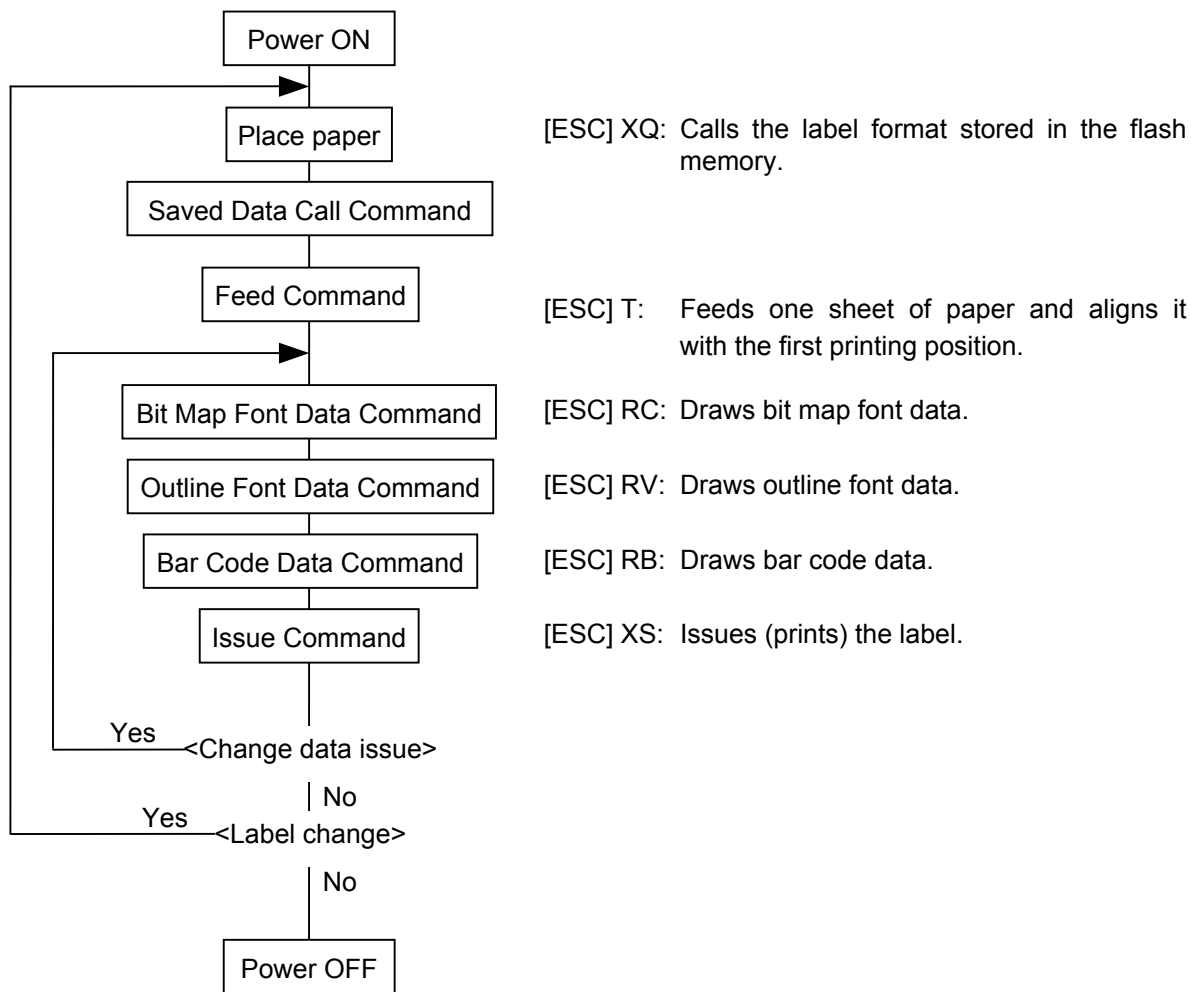 Power ON
Place paper
[ESC] XQ: Calls the label format stored in the flash
memory.
Saved Data Call Command
Feed Command
[ESC] T: Feeds one sheet of paper and aligns it
with the first printing position.
Bit Map Font Data Command
[ESC] RC: Draws bit map font data.
Outline Font Data Command
[ESC] RV: Draws outline font data.
Bar Code Data Command
[ESC] RB: Draws bar code data.
Issue Command
[ESC] XS: Issues (prints) the label.
Yes
<Change data issue>
No
Yes
<Label change>
No
Power OFF